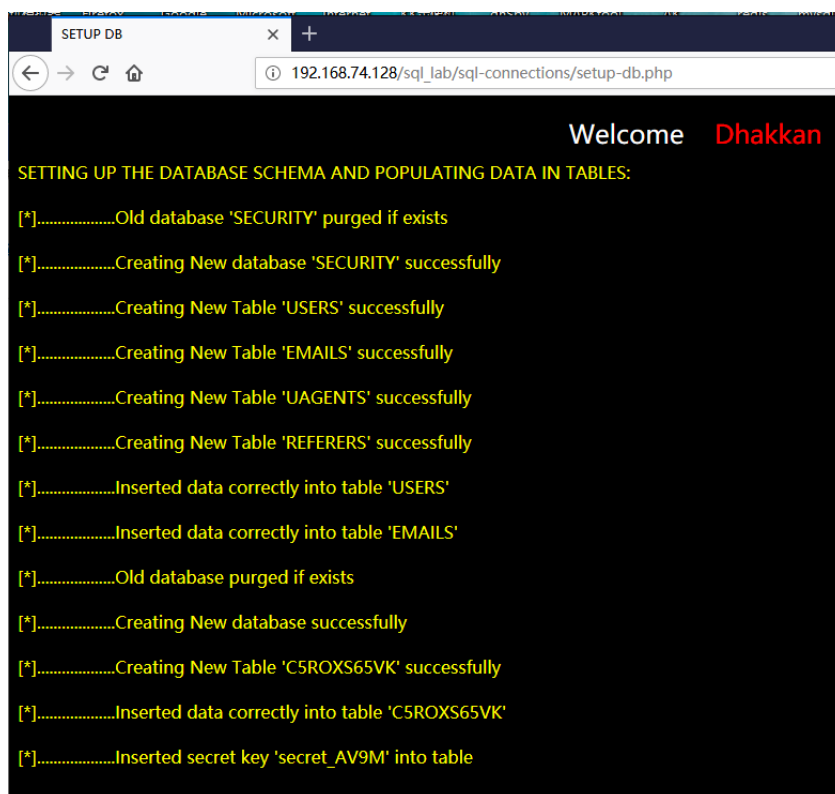 SETUP DB
192.168.74.128/sql_lab/sql-connections/setup-db.php
Welcome Dhakkan
SETTING UP THE DATABASE SCHEMA AND POPULATING DATA IN TABLES:
[*]...................Old database 'SECURITY' purged if exists
[*]...................Creating New database 'SECURITY' successfully
[*]...................Creating New Table 'USERS' successfully
[*]...................Creating New Table 'EMAILS' successfully
[*]...................Creating New Table 'UAGENTS' successfully
[*]...................Creating New Table 'REFERERS' successfully
[*]...................Inserted data correctly into table 'USERS'
[*]...................Inserted data correctly into table 'EMAILS'
[*]...................Old database purged if exists
[*]...................Creating New database successfully
[*]...................Creating New Table 'C5ROXS65VK' successfully
[*]...................Inserted data correctly into table 'C5ROXS65VK'
[*]...................Inserted secret key 'secret_AV9M' into table